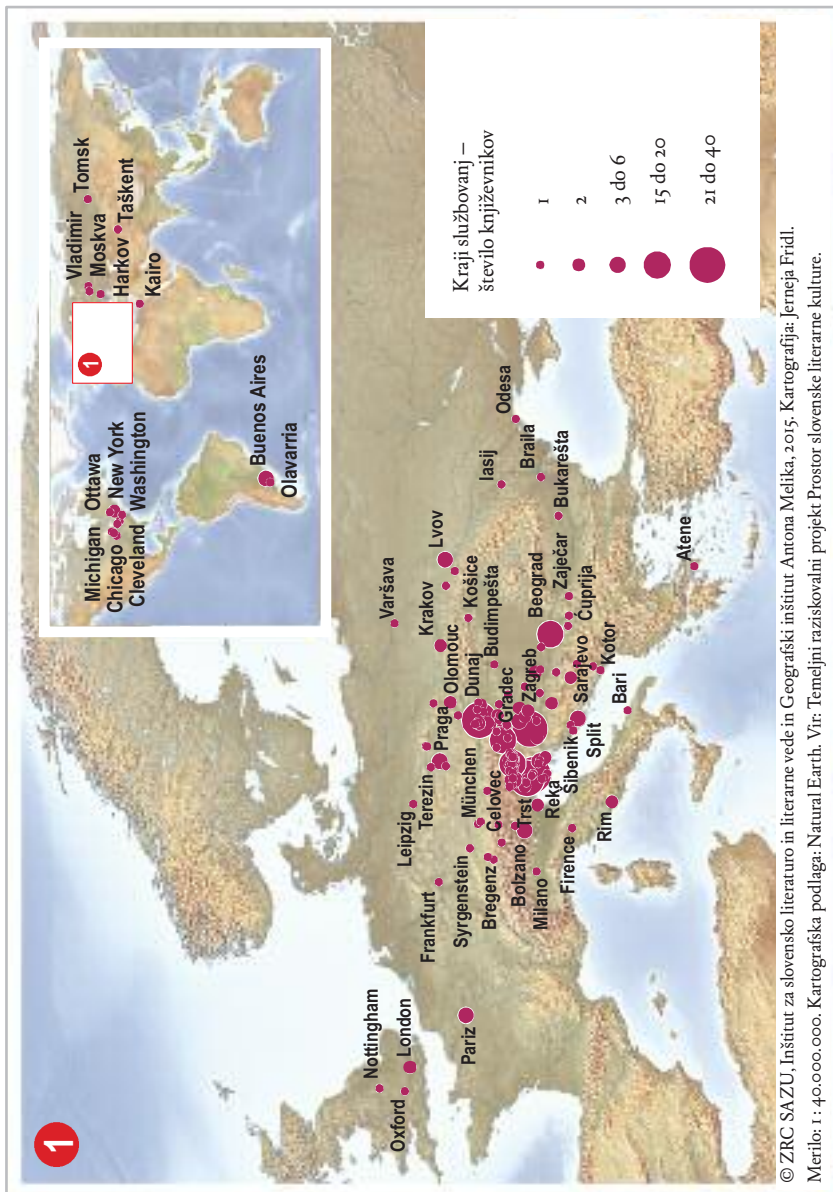 1
Nottingham
Oxford
London
Pariz
Frankfurt
Leipzig
Terezin
Praga
Olomouc
Krakov
Varšava
Lvov
Košice
Budimpešta
Dunaj
Gradec
München
Celovec
Syrgenstein
Bregenz
Bolzano
Trst
Milano
Reka
Firence
Rim
Šibenik
Split
Zagreb
Sarajevo
Beograd
Zaječar
Ćuprija
Kotor
Bari
Iasij
Braila
Bukarešta
Odesa
Atene
1
Michigan
Ottawa
Chicago
New York
Cleveland
Washington
Buenos Aires
Olavarria
Vladimir
Tomsk
Moskva
Harkov
Taškent
Kairo
Kraji službovanj –
število književnikov
1
2
3 do 6
15 do 20
21 do 40
© ZRC SAZU, Inštitut za slovensko literaturo in literarne vede in Geografski inštitut Antona Melika, 2015. Kartografija: Jerneja Fridl.
Merilo: 1 : 40.000.000. Kartografska podlaga: Natural Earth. Vir: Temeljni raziskovalni projekt Prostor slovenske literarne kulture.